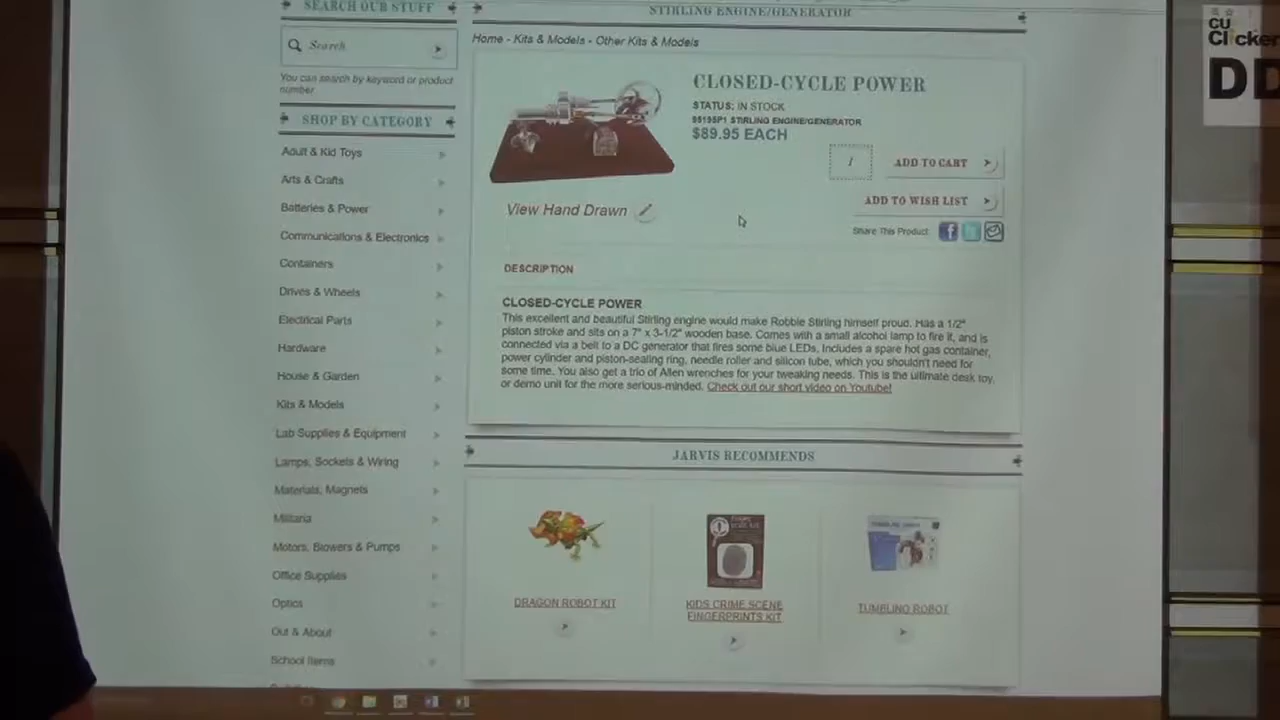 SEARCH OUR STUFF
STIRLING ENGINE/GENERATOR
CU
Clicker
DD
Search
You can search by keyword or product
number
Home - Kits & Models - Other Kits & Models
SHOP BY CATEGORY
Adult & Kid Toys
Arts & Crafts
Batteries & Power
Communications & Electronics
Containers
Drives & Wheels
Electrical Parts
Hardware
House & Garden
Kits & Models
Lab Supplies & Equipment
Lamps, Sockets & Wiring
Materials, Magnets
Militaria
Motors, Blowers & Pumps
Office Supplies
Optics
Out & About
School Items
CLOSED-CYCLE POWER
STATUS: IN STOCK
95195P1 STIRLING ENGINE/GENERATOR
$89.95 EACH
1
ADD TO CART
ADD TO WISH LIST
Share This Product
View Hand Drawn
DESCRIPTION
CLOSED-CYCLE POWER
This excellent and beautiful Stirling engine would make Robbie Stirling himself proud. Has a 1/2"
piston stroke and sits on a 7" x 3-1/2" wooden base. Comes with a small alcohol lamp to fire it, and is
connected via a belt to a DC generator that fires some blue LEDs. Includes a spare hot gas container,
power cylinder and piston-sealing ring, needle roller and silicon tube, which you shouldn't need for
some time. You also get a trio of Allen wrenches for your tweaking needs. This is the ultimate desk toy,
or demo unit for the more serious-minded. Check out our short video on Youtube!
JARVIS RECOMMENDS
DRAGON ROBOT KIT
KIDS CRIME SCENE
FINGERPRINTS KIT
TUMBLING ROBOT